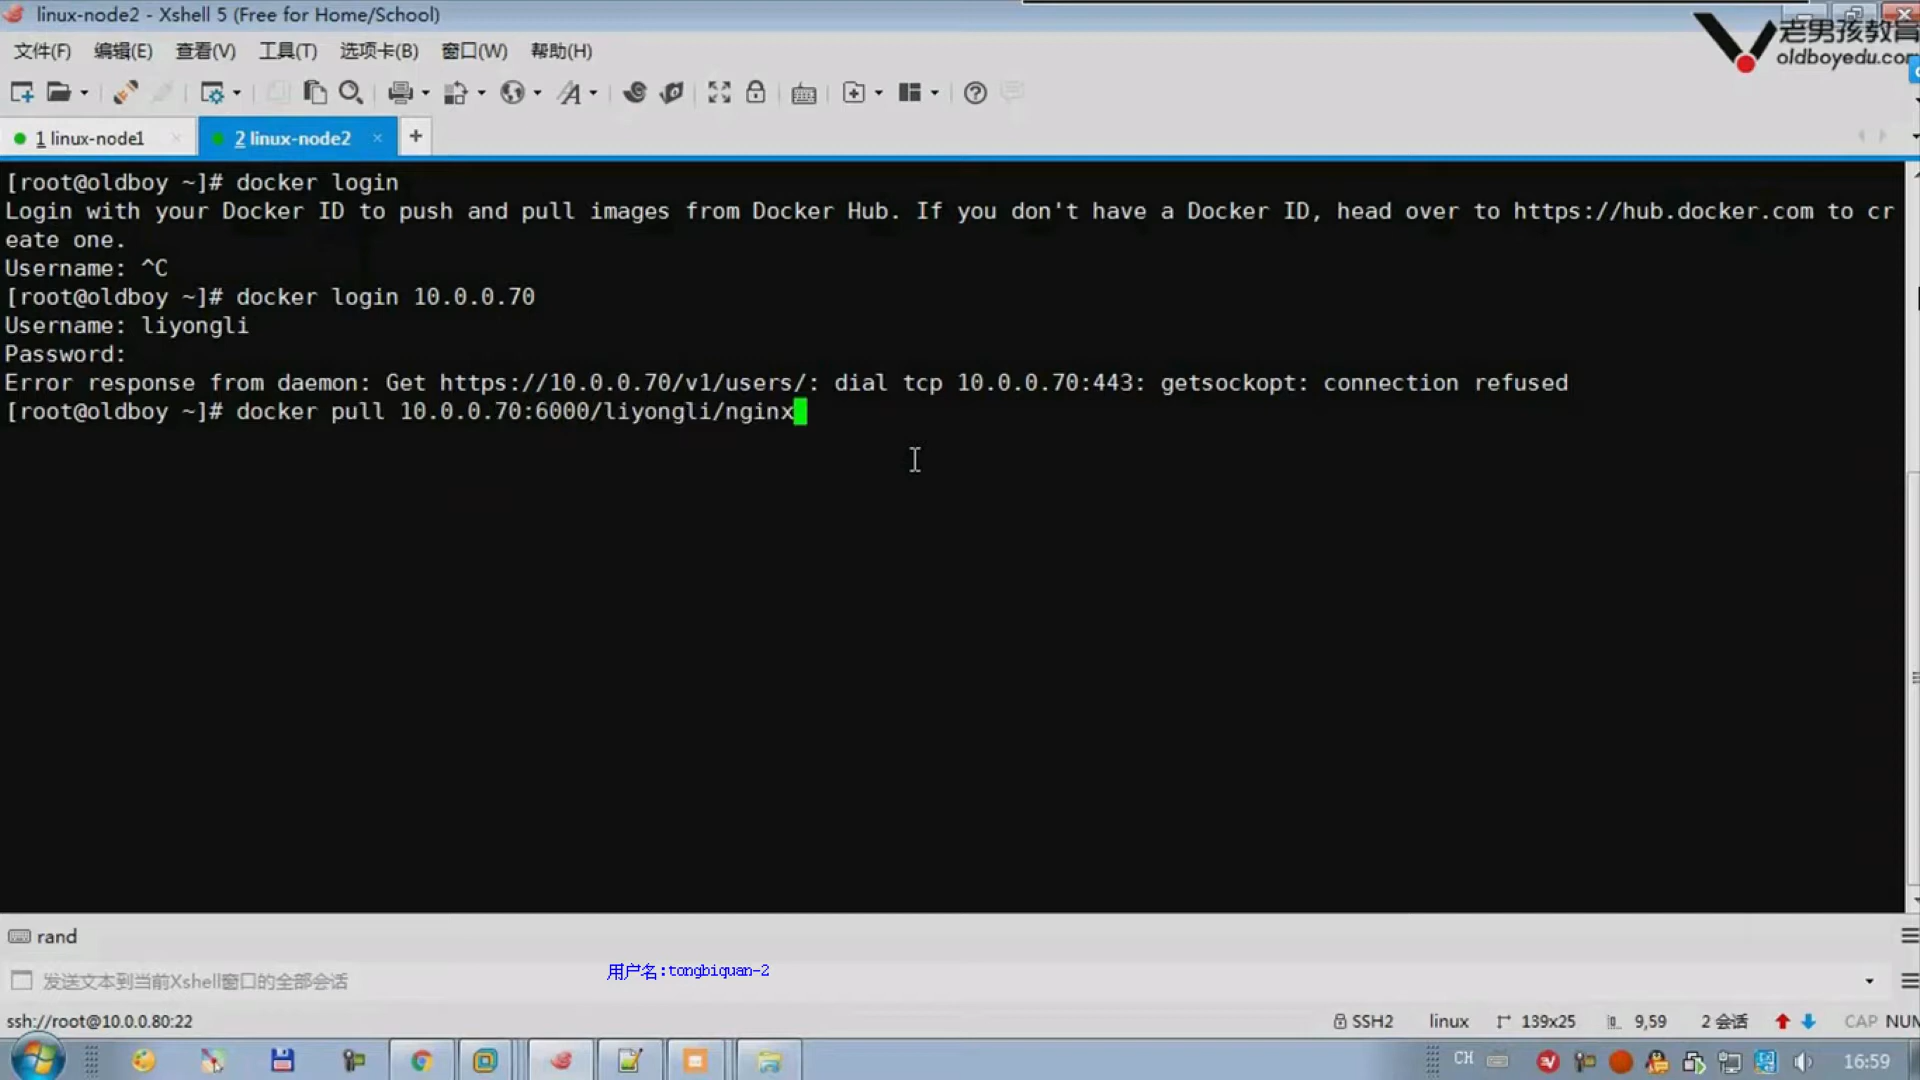 linux-node2 - Xshell 5 (Free for Home/School)
老男孩教育
oldboyedu.com
文件(F) 编辑(E) 查看(V) 工具(T) 选项卡(B) 窗口(W) 帮助(H)
1 linux-node1 2 linux-node2
[root@oldboy ~]# docker login
Login with your Docker ID to push and pull images from Docker Hub. If you don't have a Docker ID, head over to https://hub.docker.com to cr
eate one.
Username: ^C
[root@oldboy ~]# docker login 10.0.0.70
Username: liyongli
Password:
Error response from daemon: Get https://10.0.0.70/v1/users/: dial tcp 10.0.0.70:443: getsockopt: connection refused
[root@oldboy ~]# docker pull 10.0.0.70:6000/liyongli/nginx
rand
发送文本到当前Xshell窗口的全部会话
用户名:tongbiquan-2
ssh://root@10.0.0.80:22 SSH2 linux 139x25 9,59 2 会话 CAP NUM
CH 16:59